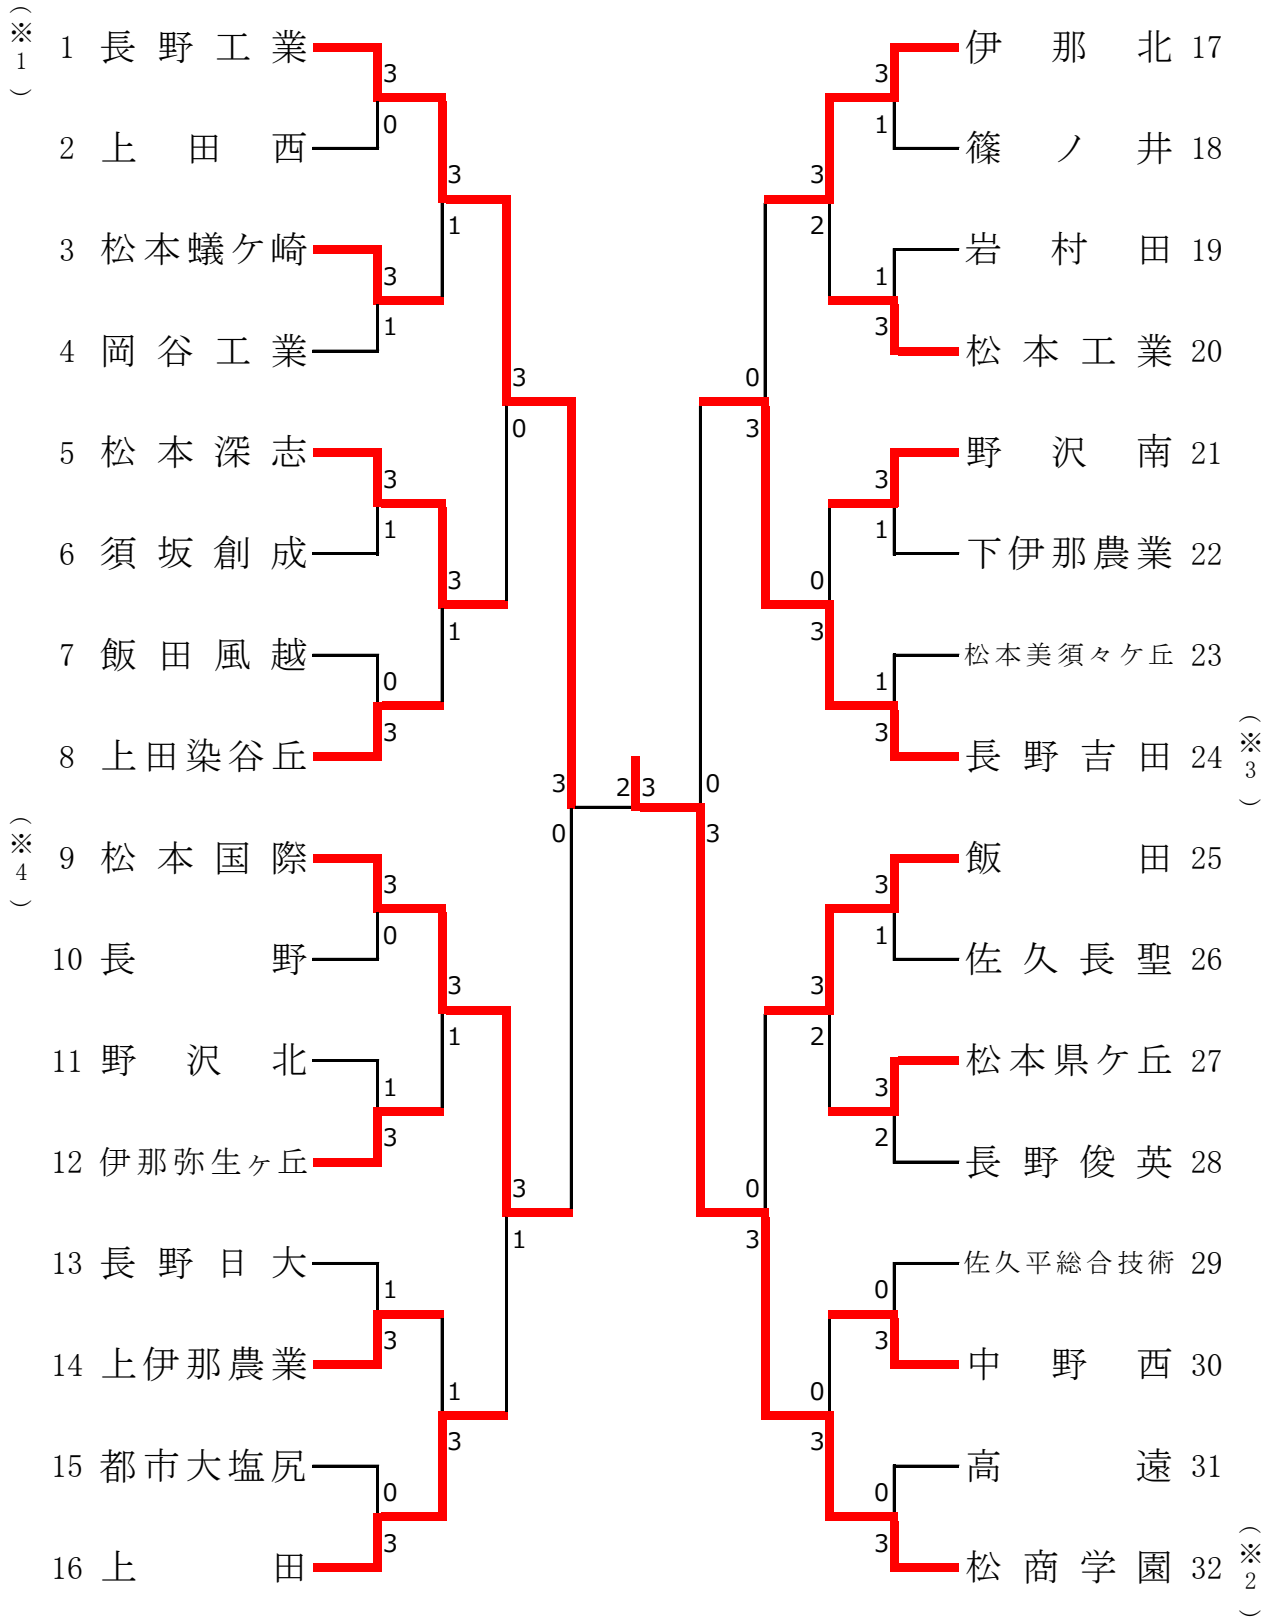 （※1）
1 長野工業
3
0
2 上田西
3
1
3 松本蟻ケ崎
3
1
4 岡谷工業
3
0
5 松本深志
3
1
6 須坂創成
3
1
7 飯田風越
0
3
8 上田染谷丘
3
0
（※4）
9 松本国際
3
0
10 長野
3
1
11 野沢北
1
3
12 伊那弥生ヶ丘
3
1
13 長野日大
1
3
14 上伊那農業
1
3
15 都市大塩尻
0
3
16 上田
2 3
伊那北 17
3
1
篠ノ井 18
3
2
岩村田 19
1
3
松本工業 20
0
3
野沢南 21
3
1
下伊那農業 22
0
3
松本美須々ケ丘 23
1
3
長野吉田 24
（※3）
0
3
飯田 25
3
1
佐久長聖 26
3
2
松本県ケ丘 27
3
2
長野俊英 28
0
3
佐久平総合技術 29
0
3
中野西 30
0
3
高遠 31
0
3
松商学園 32
（※2）